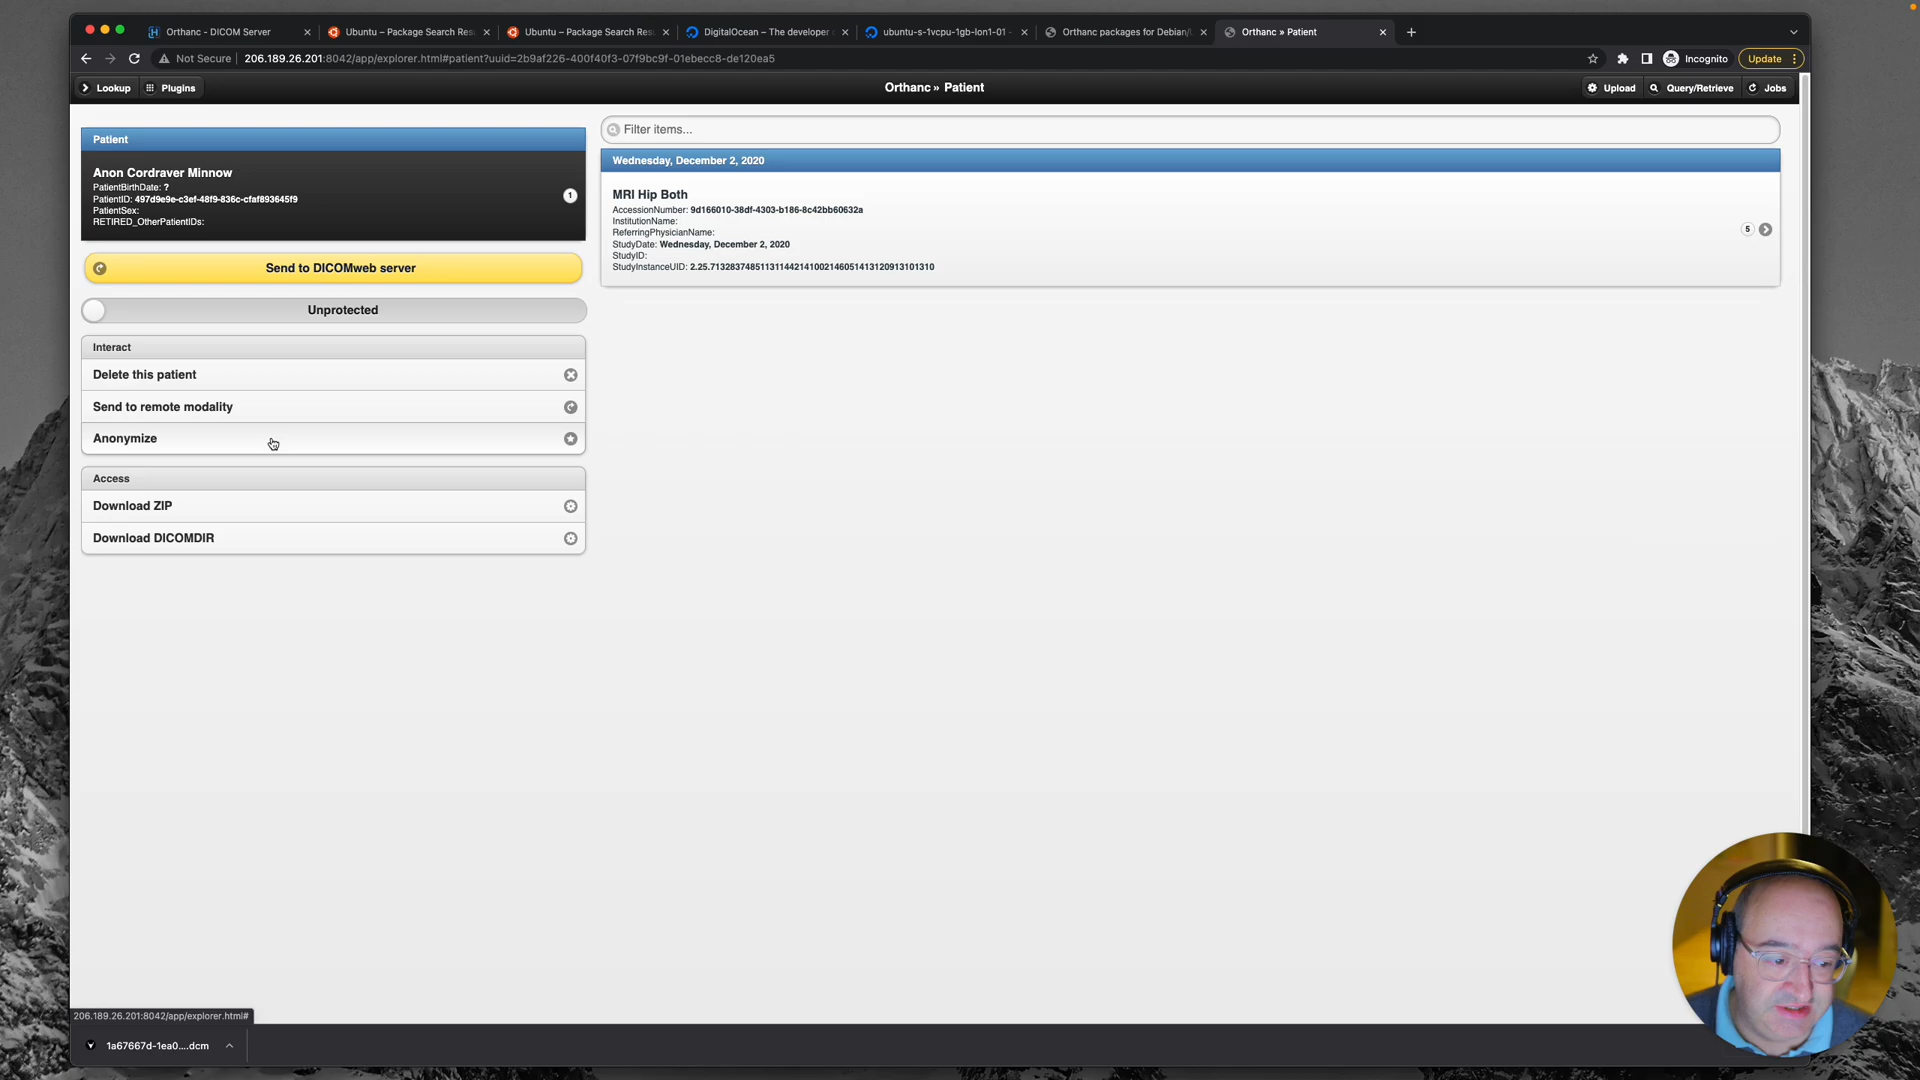 Orthanc - DICOM Server
Ubuntu – Package Search Res
Ubuntu – Package Search Res
DigitalOcean – The developer
ubuntu-s-1vcpu-1gb-lon1-01
Orthanc packages for Debian/
Orthanc » Patient
Not Secure
206.189.26.201:8042/app/explorer.html#patient?uuid=2b9af226-400f40f3-07f9bc9f-01ebecc8-de120ea5
Incognito
Update
Lookup
Plugins
Orthanc » Patient
Upload
Query/Retrieve
Jobs
Patient
Anon Cordraver Minnow
PatientBirthDate: ?
PatientID: 497d9e9e-c3ef-48f9-836c-cfaf893645f9
PatientSex:
RETIRED_OtherPatientIDs:
1
Send to DICOMweb server
Unprotected
Interact
Delete this patient
Send to remote modality
Anonymize
Access
Download ZIP
Download DICOMDIR
Filter items...
Wednesday, December 2, 2020
MRI Hip Both
AccessionNumber: 9d166010-38df-4303-b186-8c42bb60632a
InstitutionName:
ReferringPhysicianName:
StudyDate: Wednesday, December 2, 2020
StudyID:
StudyInstanceUID: 2.25.71328374851131144214100214605141312091310​1310
5
206.189.26.201:8042/app/explorer.html#
1a67667d-1ea0....dcm